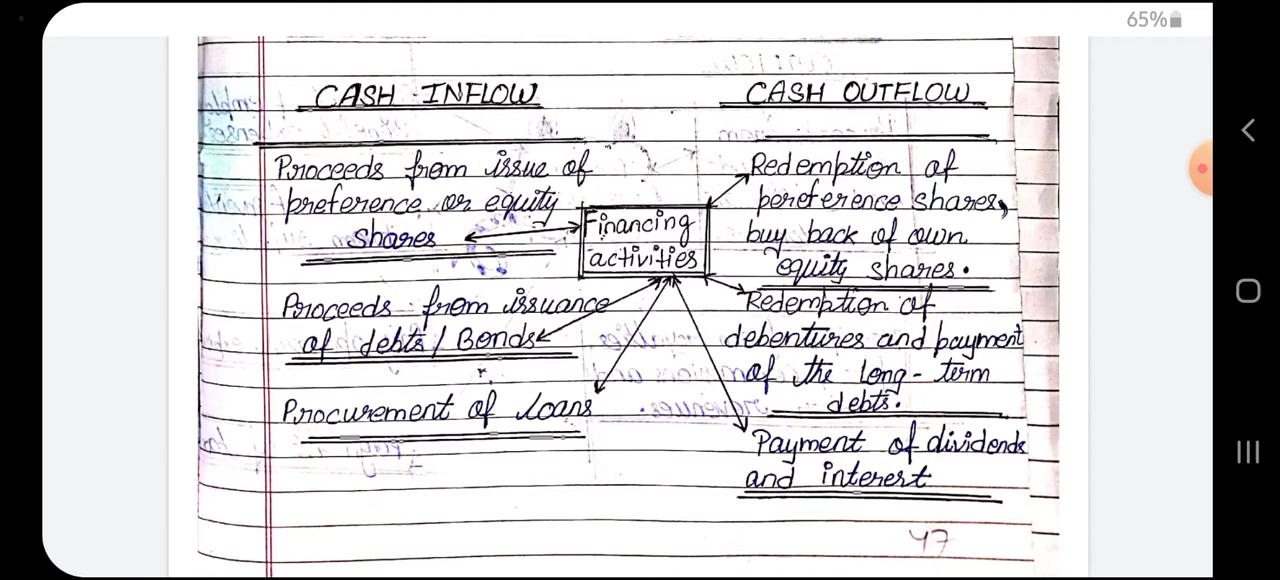 65%
CASH INFLOW
CASH OUTFLOW
Proceeds from issue of
preference or equity
shares
Financing
activities
Redemption of
pereference shares,
buy back of own
equity shares.
Proceeds from issuance
of debts/Bonds
Redemption of
debentures and payment
of the long-term
debts.
Procurement of loans
Payment of dividends
and interest
47